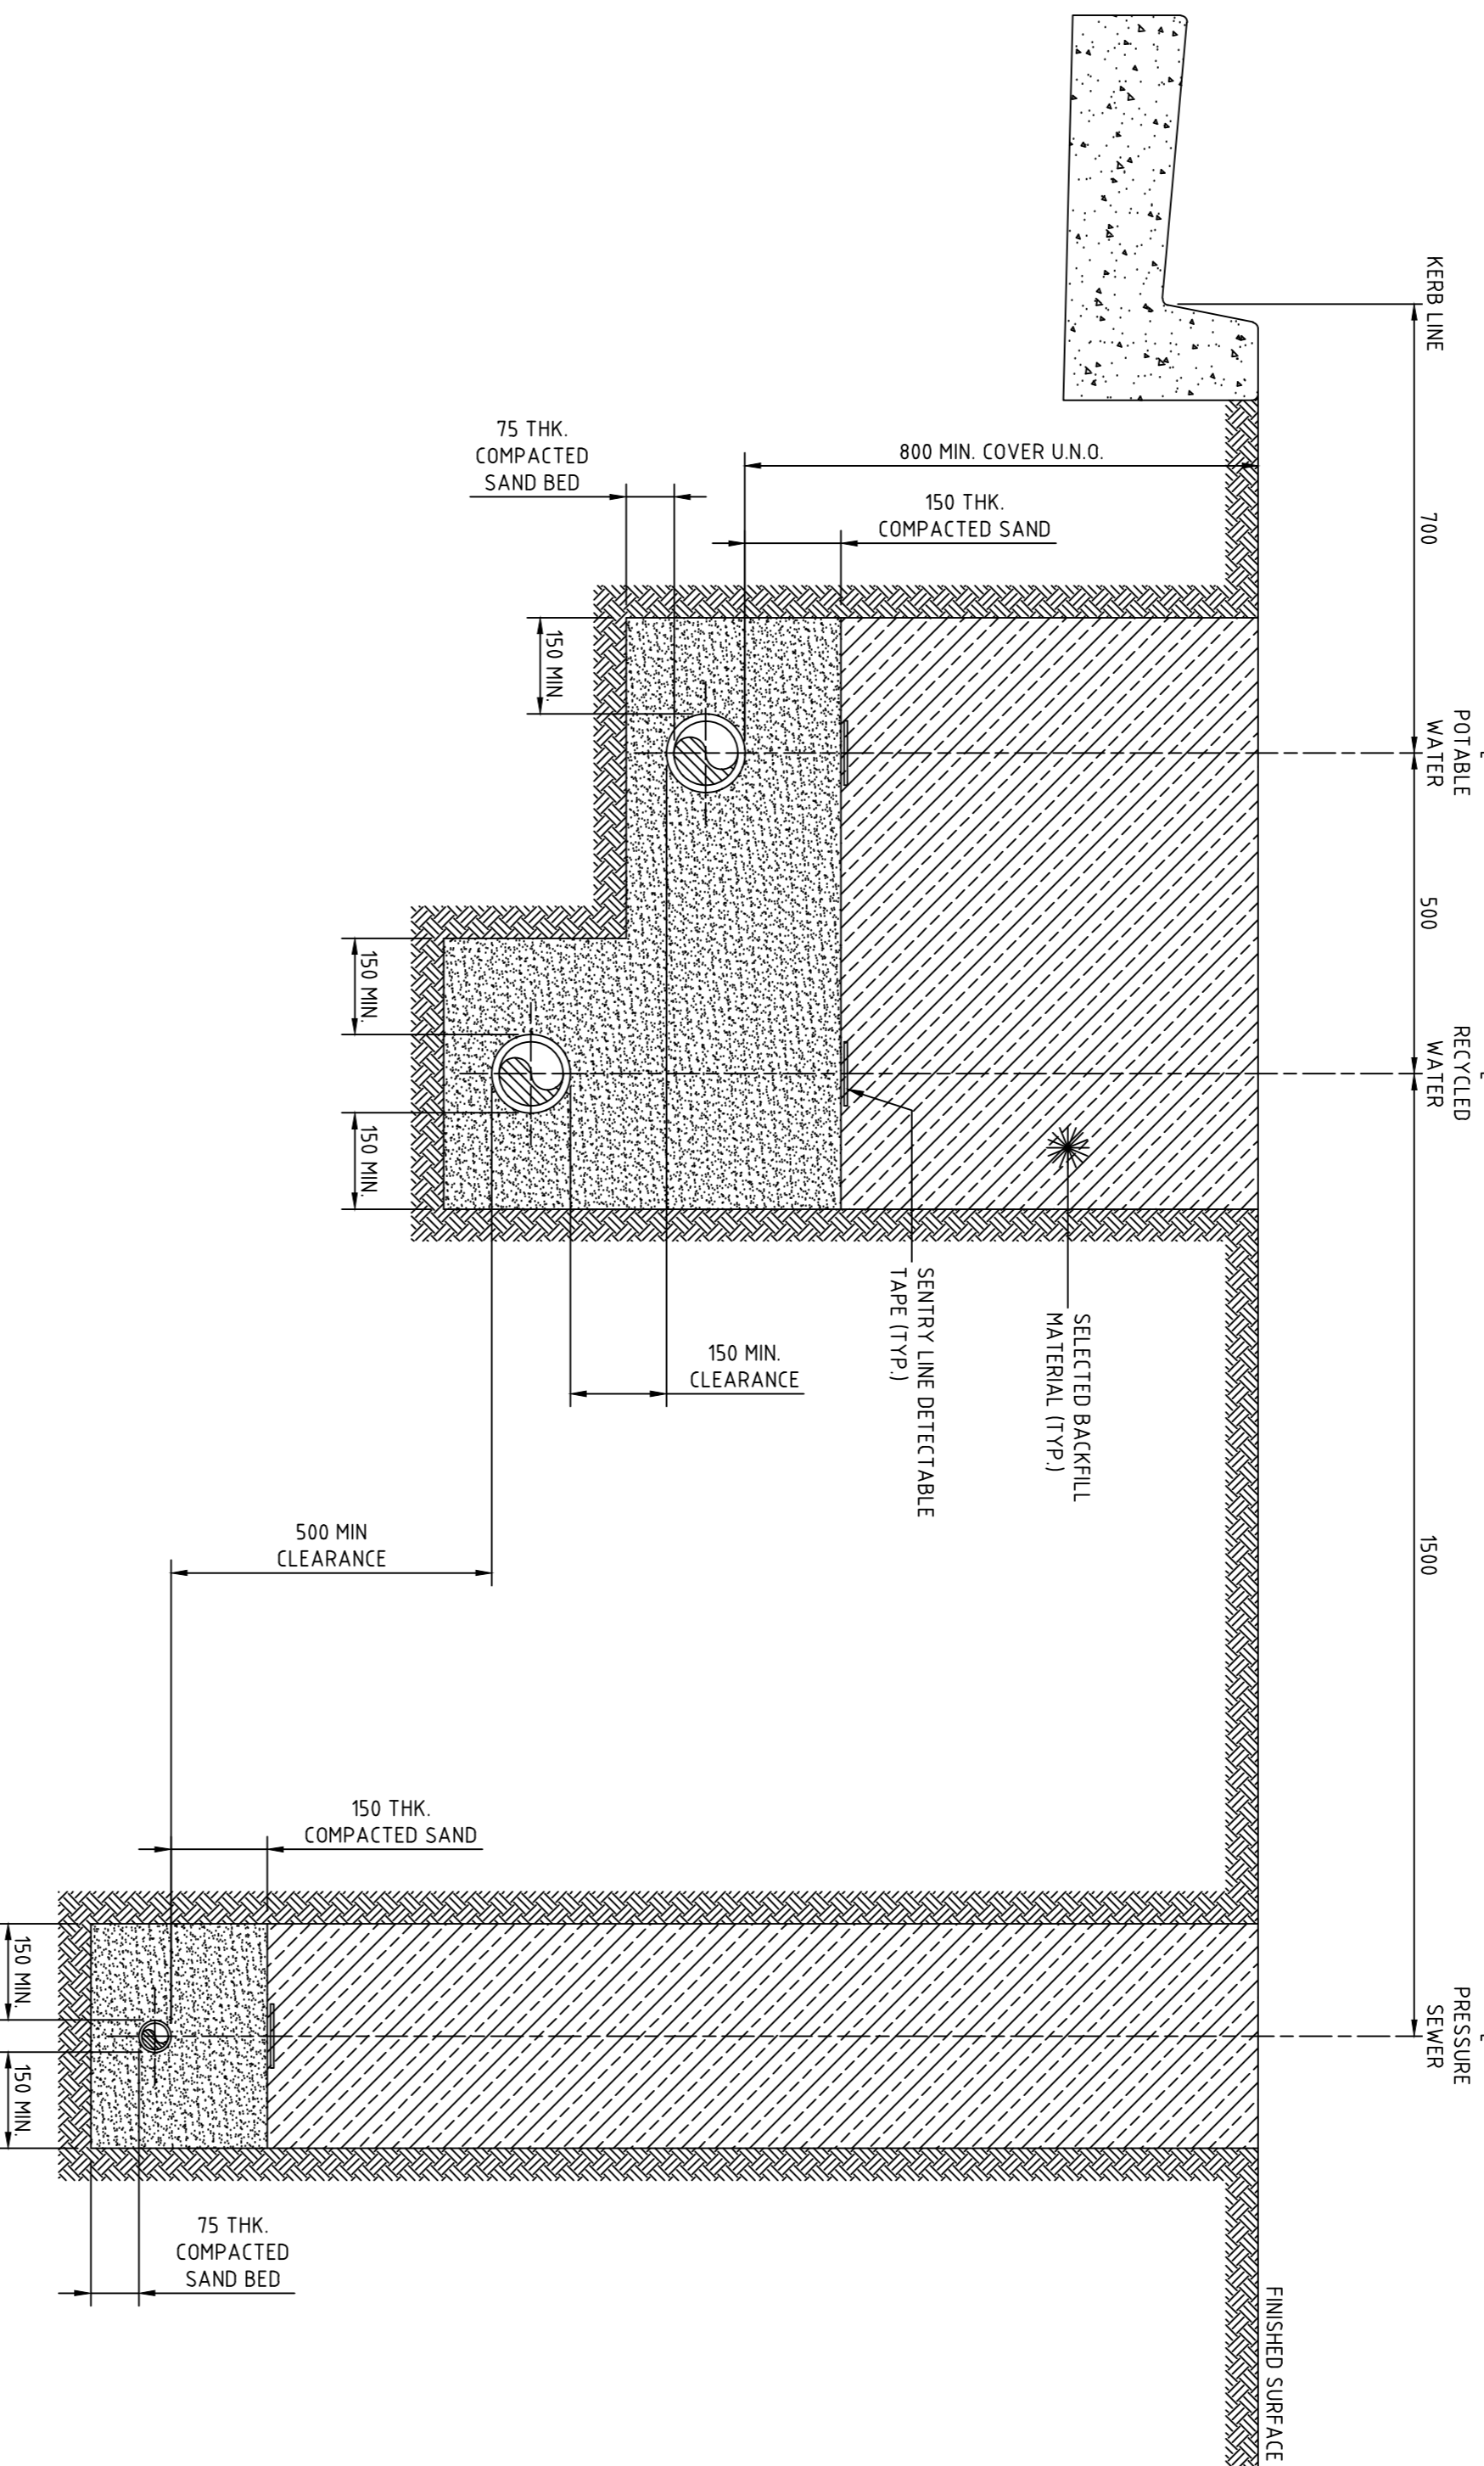 KERB LINE
700
POTABLE
WATER
500
RECYCLED
WATER
1500
PRESSURE
SEWER
FINISHED SURFACE
800 MIN. COVER U.N.O.
150 THK.
COMPACTED SAND
75 THK.
COMPACTED
SAND BED
150 MIN.
150 MIN.
150 MIN.
SELECTED BACKFILL
MATERIAL (TYP.)
SENTRY LINE DETECTABLE
TAPE (TYP.)
150 MIN.
CLEARANCE
500 MIN
CLEARANCE
150 THK.
COMPACTED SAND
150 MIN.
150 MIN.
75 THK.
COMPACTED
SAND BED